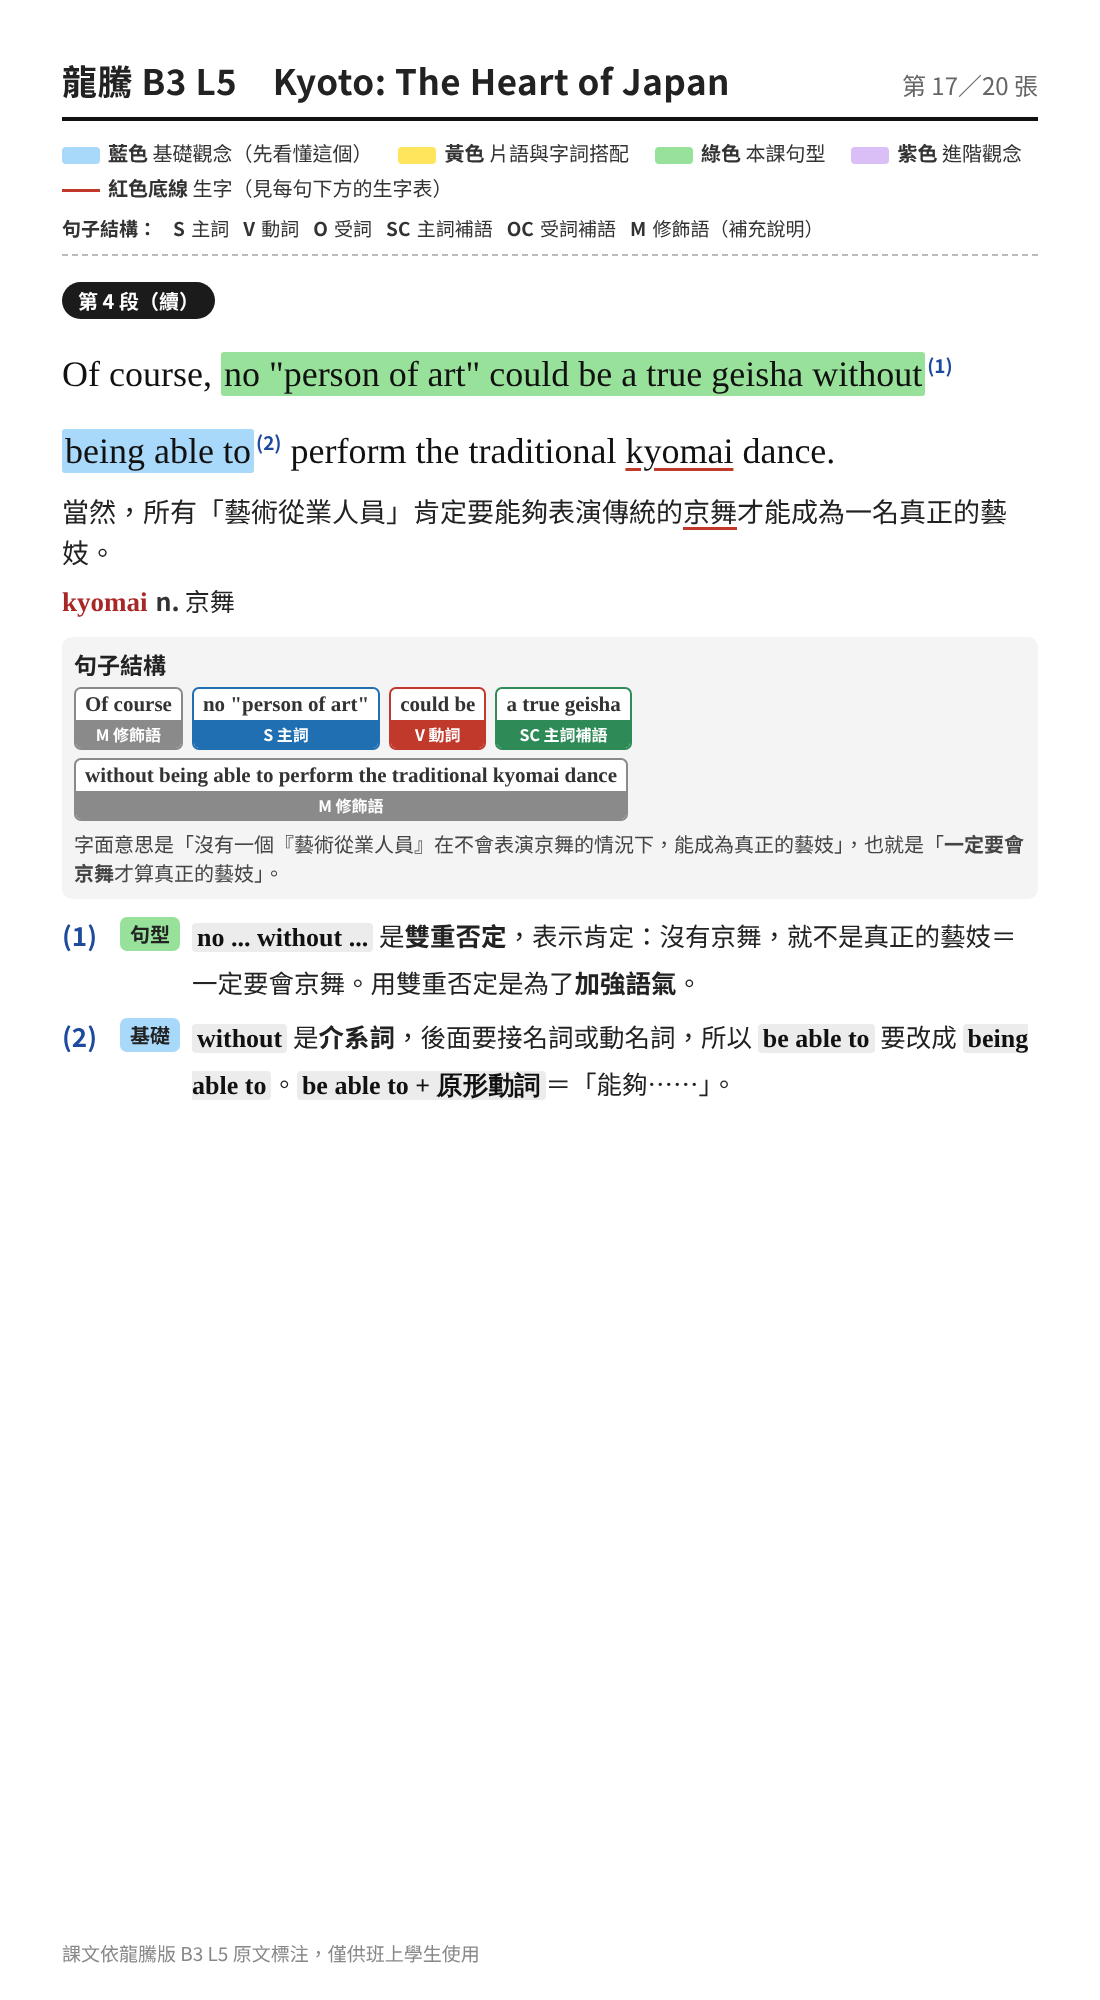 龍騰 B3 L5　Kyoto: The Heart of Japan
第 17／20 張
藍色 基礎觀念（先看懂這個） 黃色 片語與字詞搭配 綠色 本課句型 紫色 進階觀念
紅色底線 生字（見每句下方的生字表）
句子結構： S 主詞 V 動詞 O 受詞 SC 主詞補語 OC 受詞補語 M 修飾語（補充說明）
第 4 段（續）
Of course, no "person of art" could be a true geisha without (1)
being able to (2) perform the traditional kyomai dance.
當然，所有「藝術從業人員」肯定要能夠表演傳統的京舞才能成為一名真正的藝
妓。
kyomai n. 京舞
句子結構
Of course no "person of art" could be a true geisha
M 修飾語 S 主詞 V 動詞 SC 主詞補語
without being able to perform the traditional kyomai dance
M 修飾語
字面意思是「沒有一個『藝術從業人員』在不會表演京舞的情況下，能成為真正的藝妓」，也就是「一定要會
京舞才算真正的藝妓」。
(1) 句型 no ... without ... 是雙重否定，表示肯定：沒有京舞，就不是真正的藝妓＝
一定要會京舞。用雙重否定是為了加強語氣。
(2) 基礎 without 是介系詞，後面要接名詞或動名詞，所以 be able to 要改成 being
able to。be able to + 原形動詞＝「能夠⋯⋯」。
課文依龍騰版 B3 L5 原文標注，僅供班上學生使用